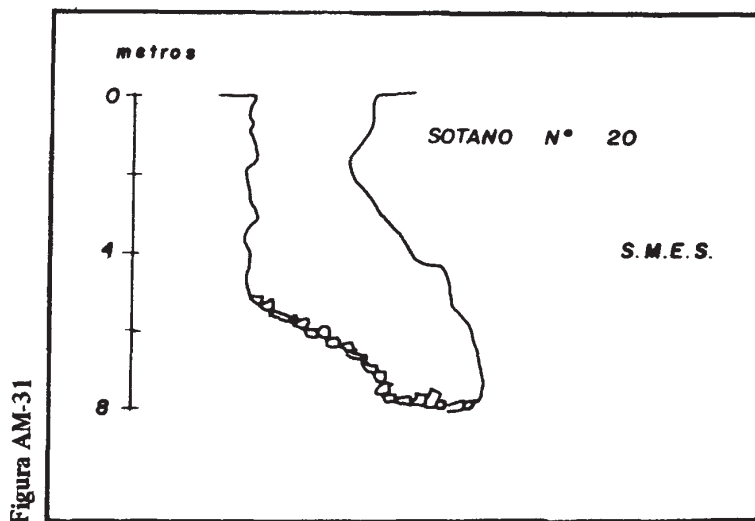 metros
0
SOTANO N° 20
4
S.M.E.S.
8
Figura AM-31